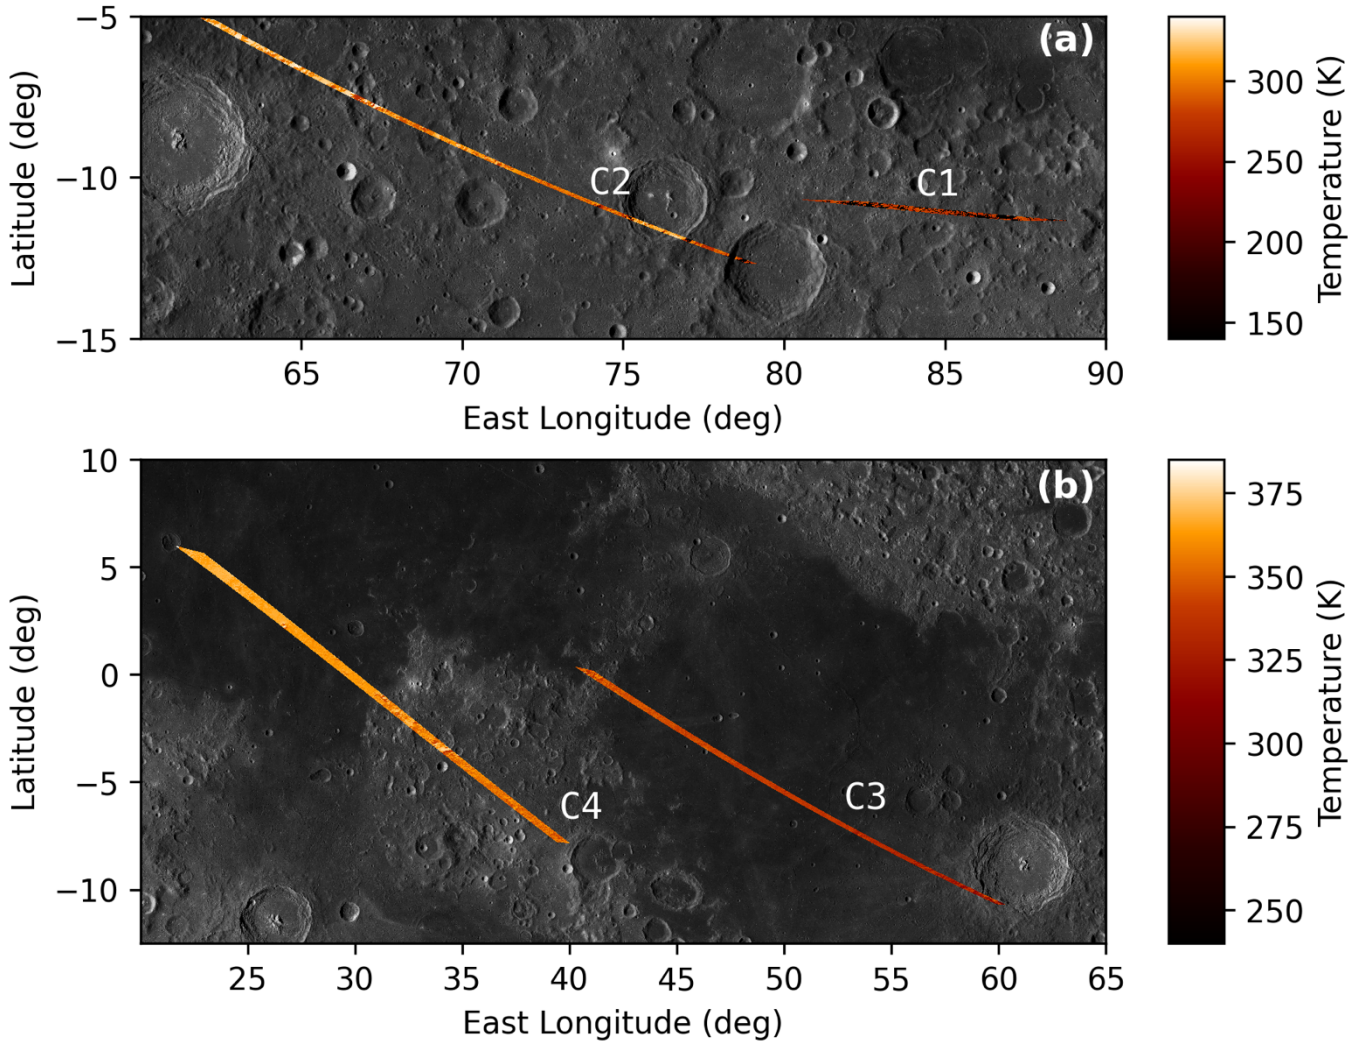 −5
−10
−15
Latitude (deg)
(a)
C2
C1
65
70
75
80
85
90
East Longitude (deg)
300
250
200
150
Temperature (K)
10
5
0
−5
−10
Latitude (deg)
(b)
C4
C3
25
30
35
40
45
50
55
60
65
East Longitude (deg)
375
350
325
300
275
250
Temperature (K)